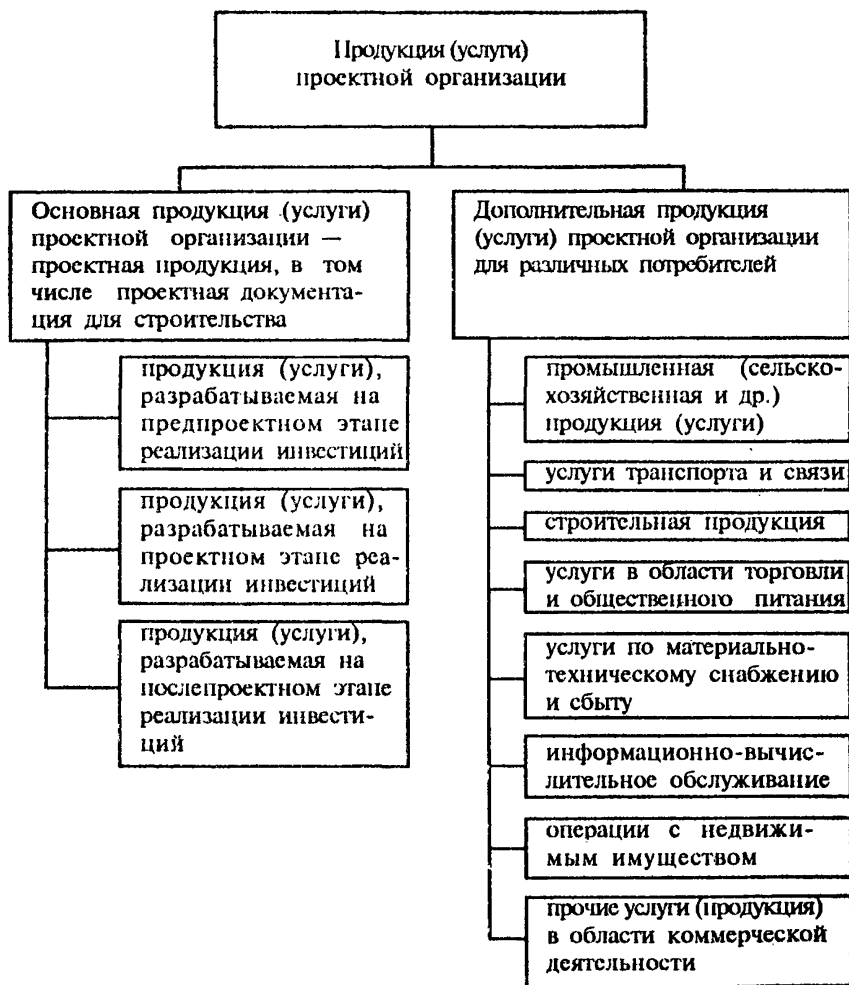 Продукция (услуги)
проектной организации
Основная продукция (услуги)
проектной организации —
проектная продукция, в том
числе проектная документа-
ция для строительства
продукция (услуги),
разрабатываемая на
предпроектном этапе
реализации инвестиций
продукция (услуги),
разрабатываемая на
проектном этапе реа-
лизации инвестиций
продукция (услуги),
разрабатываемая на
послепроектном этапе
реализации инвести-
ций
Дополнительная продукция
(услуги) проектной организации
для различных потребителей
промышленная (сельско-
хозяйственная и др.)
продукция (услуги)
услуги транспорта и связи
строительная продукция
услуги в области торговли
и общественного питания
услуги по материально-
техническому снабжению
и сбыту
информационно-вычис-
лительное обслуживание
операции с недвижи-
мым имуществом
прочие услуги (продукция)
в области коммерческой
деятельности